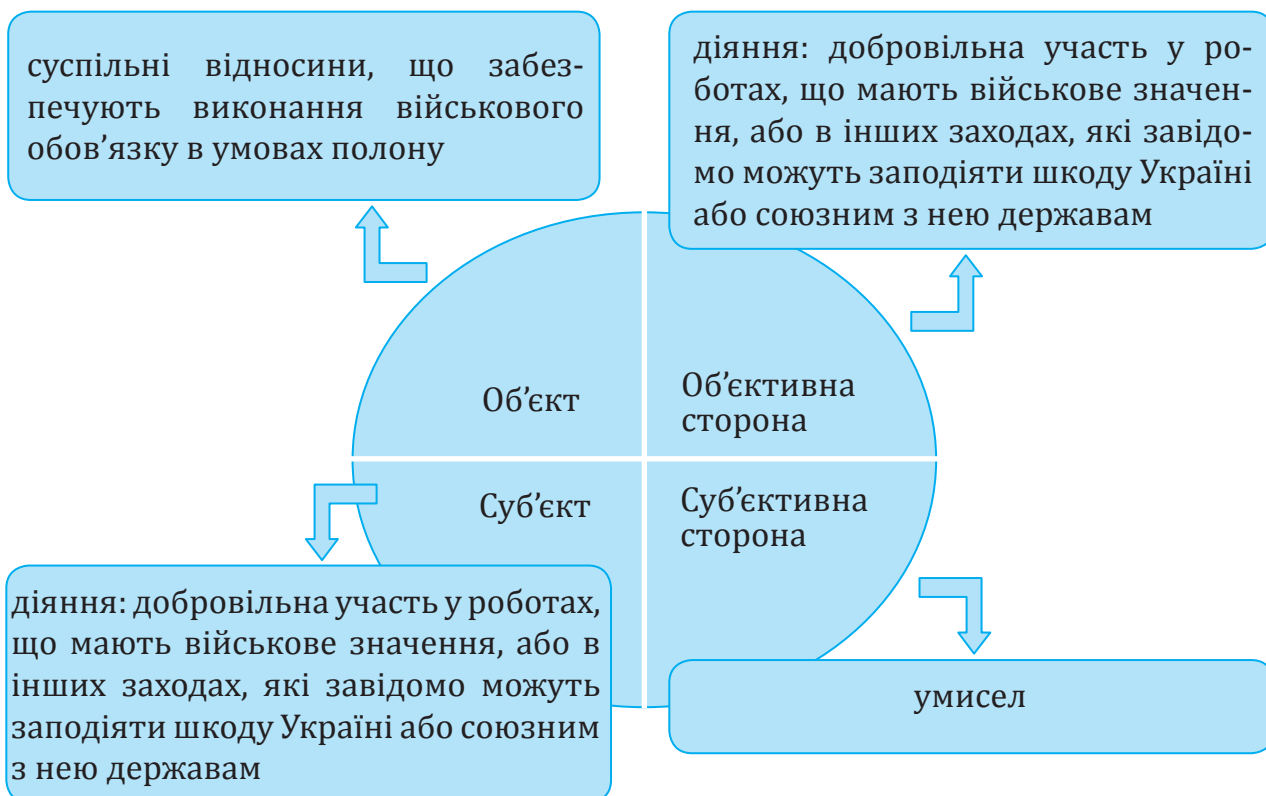 суспільні відносини, що забез-
печують виконання військового
обов’язку в умовах полону
діяння: добровільна участь у ро-
ботах, що мають військове значен-
ня, або в інших заходах, які завідо-
мо можуть заподіяти шкоду Україні
або союзним з нею державам
Об’єкт
Об’єктивна
сторона
Суб’єкт
Суб’єктивна
сторона
діяння: добровільна участь у роботах,
що мають військове значення, або в
інших заходах, які завідомо можуть
заподіяти шкоду Україні або союзним
з нею державам
умисел